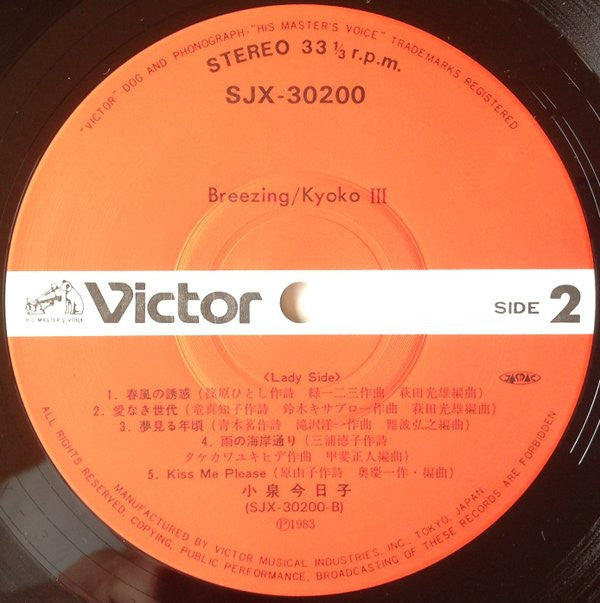 "VICTOR"-DOG AND PHONOGRAPH-"HIS MASTER'S VOICE" TRADEMARKS REGISTERED
STEREO 33 1/3 r.p.m.
SJX-30200
Breezing/Kyoko III
HIS MASTER'S VOICE
Victor
SIDE 2
〈Lady Side〉
JASRAC
1. 春風の誘惑(篠原ひとし作詩 緑一二三作曲 萩田光雄編曲)
2. 愛なき世代(竜真知子作詩 鈴木キサブロー作曲 萩田光雄編曲)
3. 夢見る年頃(青木茗作詩 滝沢洋一作曲 難波弘之編曲)
4. 雨の海岸通り(三浦徳子作詩
タケカワユキヒデ作曲 甲斐正人編曲)
5. Kiss Me Please(原由子作詩 奥慶一作・編曲)
小泉今日子
(SJX-30200-B)
Ⓟ1983
MANUFACTURED BY VICTOR MUSICAL INDUSTRIES, INC., TOKYO, JAPAN
ALL RIGHTS RESERVED. COPYING, PUBLIC PERFORMANCE, BROADCASTING OF THESE RECORDS ARE FORBIDDEN